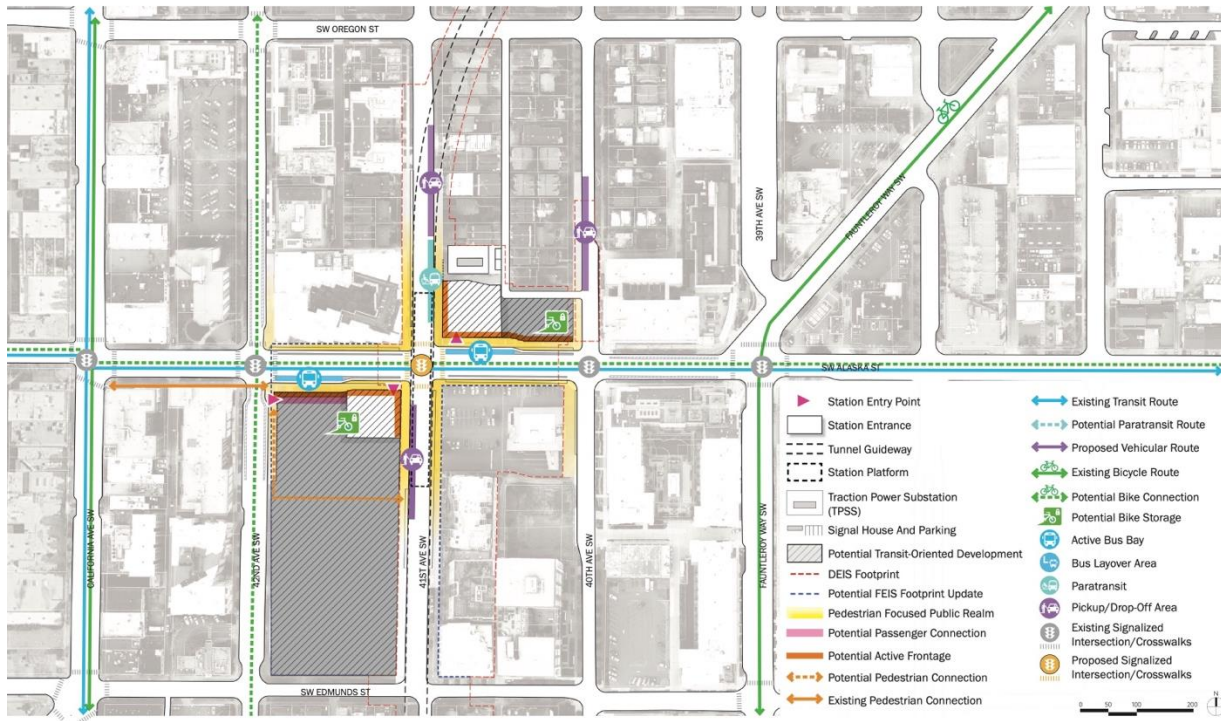 SW OREGON ST
39TH AVE SW
FAUNTLEROY WAY SW
SW ALASKA ST
CALIFORNIA AVE SW
42ND AVE SW
41ST AVE SW
40TH AVE SW
FAUNTLEROY WAY SW
SW EDMUNDS ST
Station Entry Point
Station Entrance
Tunnel Guideway
Station Platform
Traction Power Substation
(TPSS)
Signal House And Parking
Potential Transit-Oriented Development
DEIS Footprint
Potential FEIS Footprint Update
Pedestrian Focused Public Realm
Potential Passenger Connection
Potential Active Frontage
Potential Pedestrian Connection
Existing Pedestrian Connection
Existing Transit Route
Potential Paratransit Route
Proposed Vehicular Route
Existing Bicycle Route
Potential Bike Connection
Potential Bike Storage
Active Bus Bay
Bus Layover Area
Paratransit
Pickup/Drop-Off Area
Existing Signalized
Intersection/Crosswalks
Proposed Signalized
Intersection/Crosswalks
N
0 50 100 200